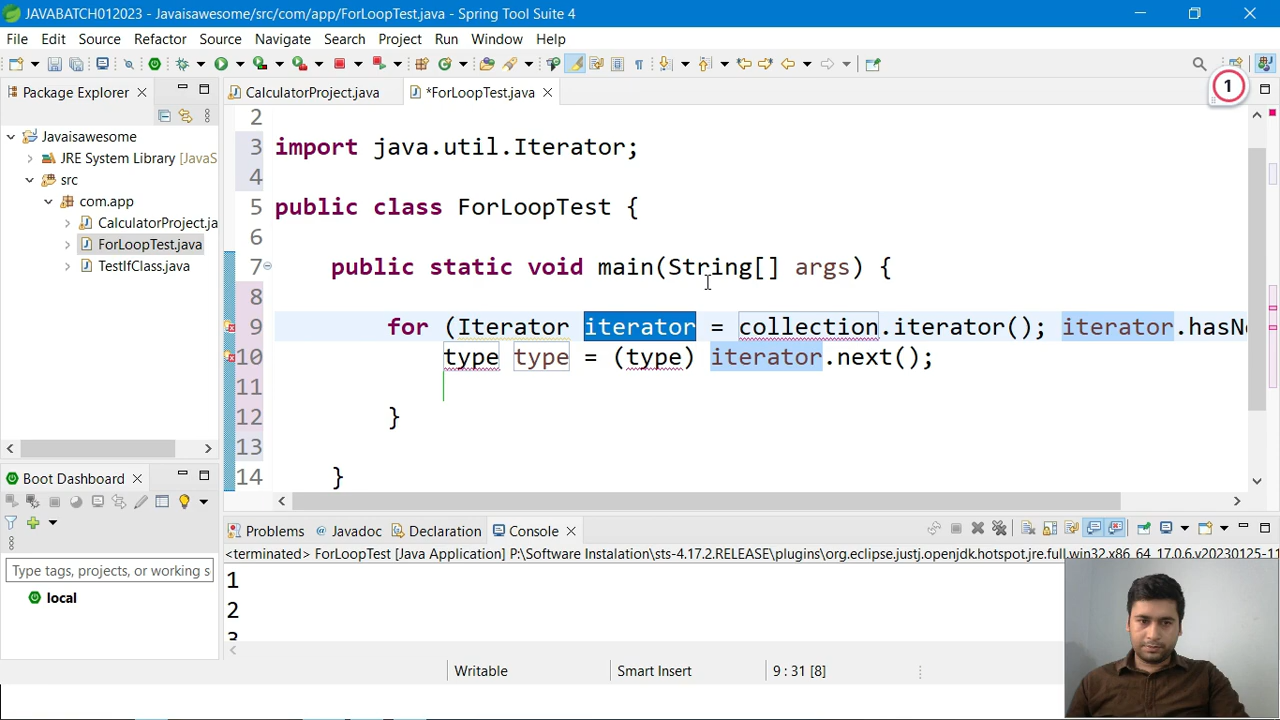 JAVABATCH012023 - Javaisawesome/src/com/app/ForLoopTest.java - Spring Tool Suite 4
File Edit Source Refactor Source Navigate Search Project Run Window Help
Package Explorer
CalculatorProject.java
*ForLoopTest.java
1
Javaisawesome
JRE System Library [JavaS
src
com.app
CalculatorProject.ja
ForLoopTest.java
TestIfClass.java
2
3 import java.util.Iterator;
4
5 public class ForLoopTest {
6
7 public static void main(String[] args) {
8
9 for (Iterator iterator = collection.iterator(); iterator.hasNe
10 type type = (type) iterator.next();
11
12 }
13
14 }
Boot Dashboard
Type tags, projects, or working s
local
Problems Javadoc Declaration Console
<terminated> ForLoopTest [Java Application] P:\Software Instalation\sts-4.17.2.RELEASE\plugins\org.eclipse.justj.openjdk.hotspot.jre.full.win32.x86_64_17.0.6.v20230125-11
1
2
3
Writable Smart Insert 9 : 31 [8]